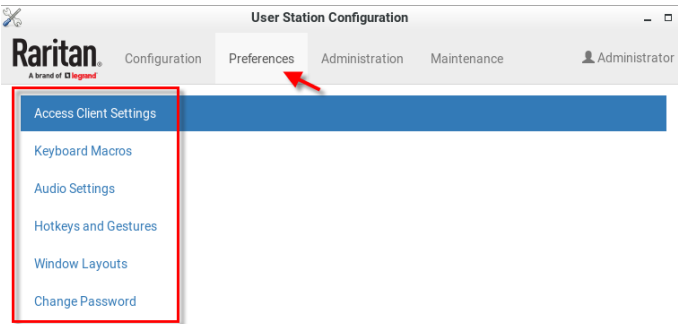 User Station Configuration
Raritan.
A brand of legrand
Configuration Preferences Administration Maintenance Administrator
Access Client Settings
Keyboard Macros
Audio Settings
Hotkeys and Gestures
Window Layouts
Change Password